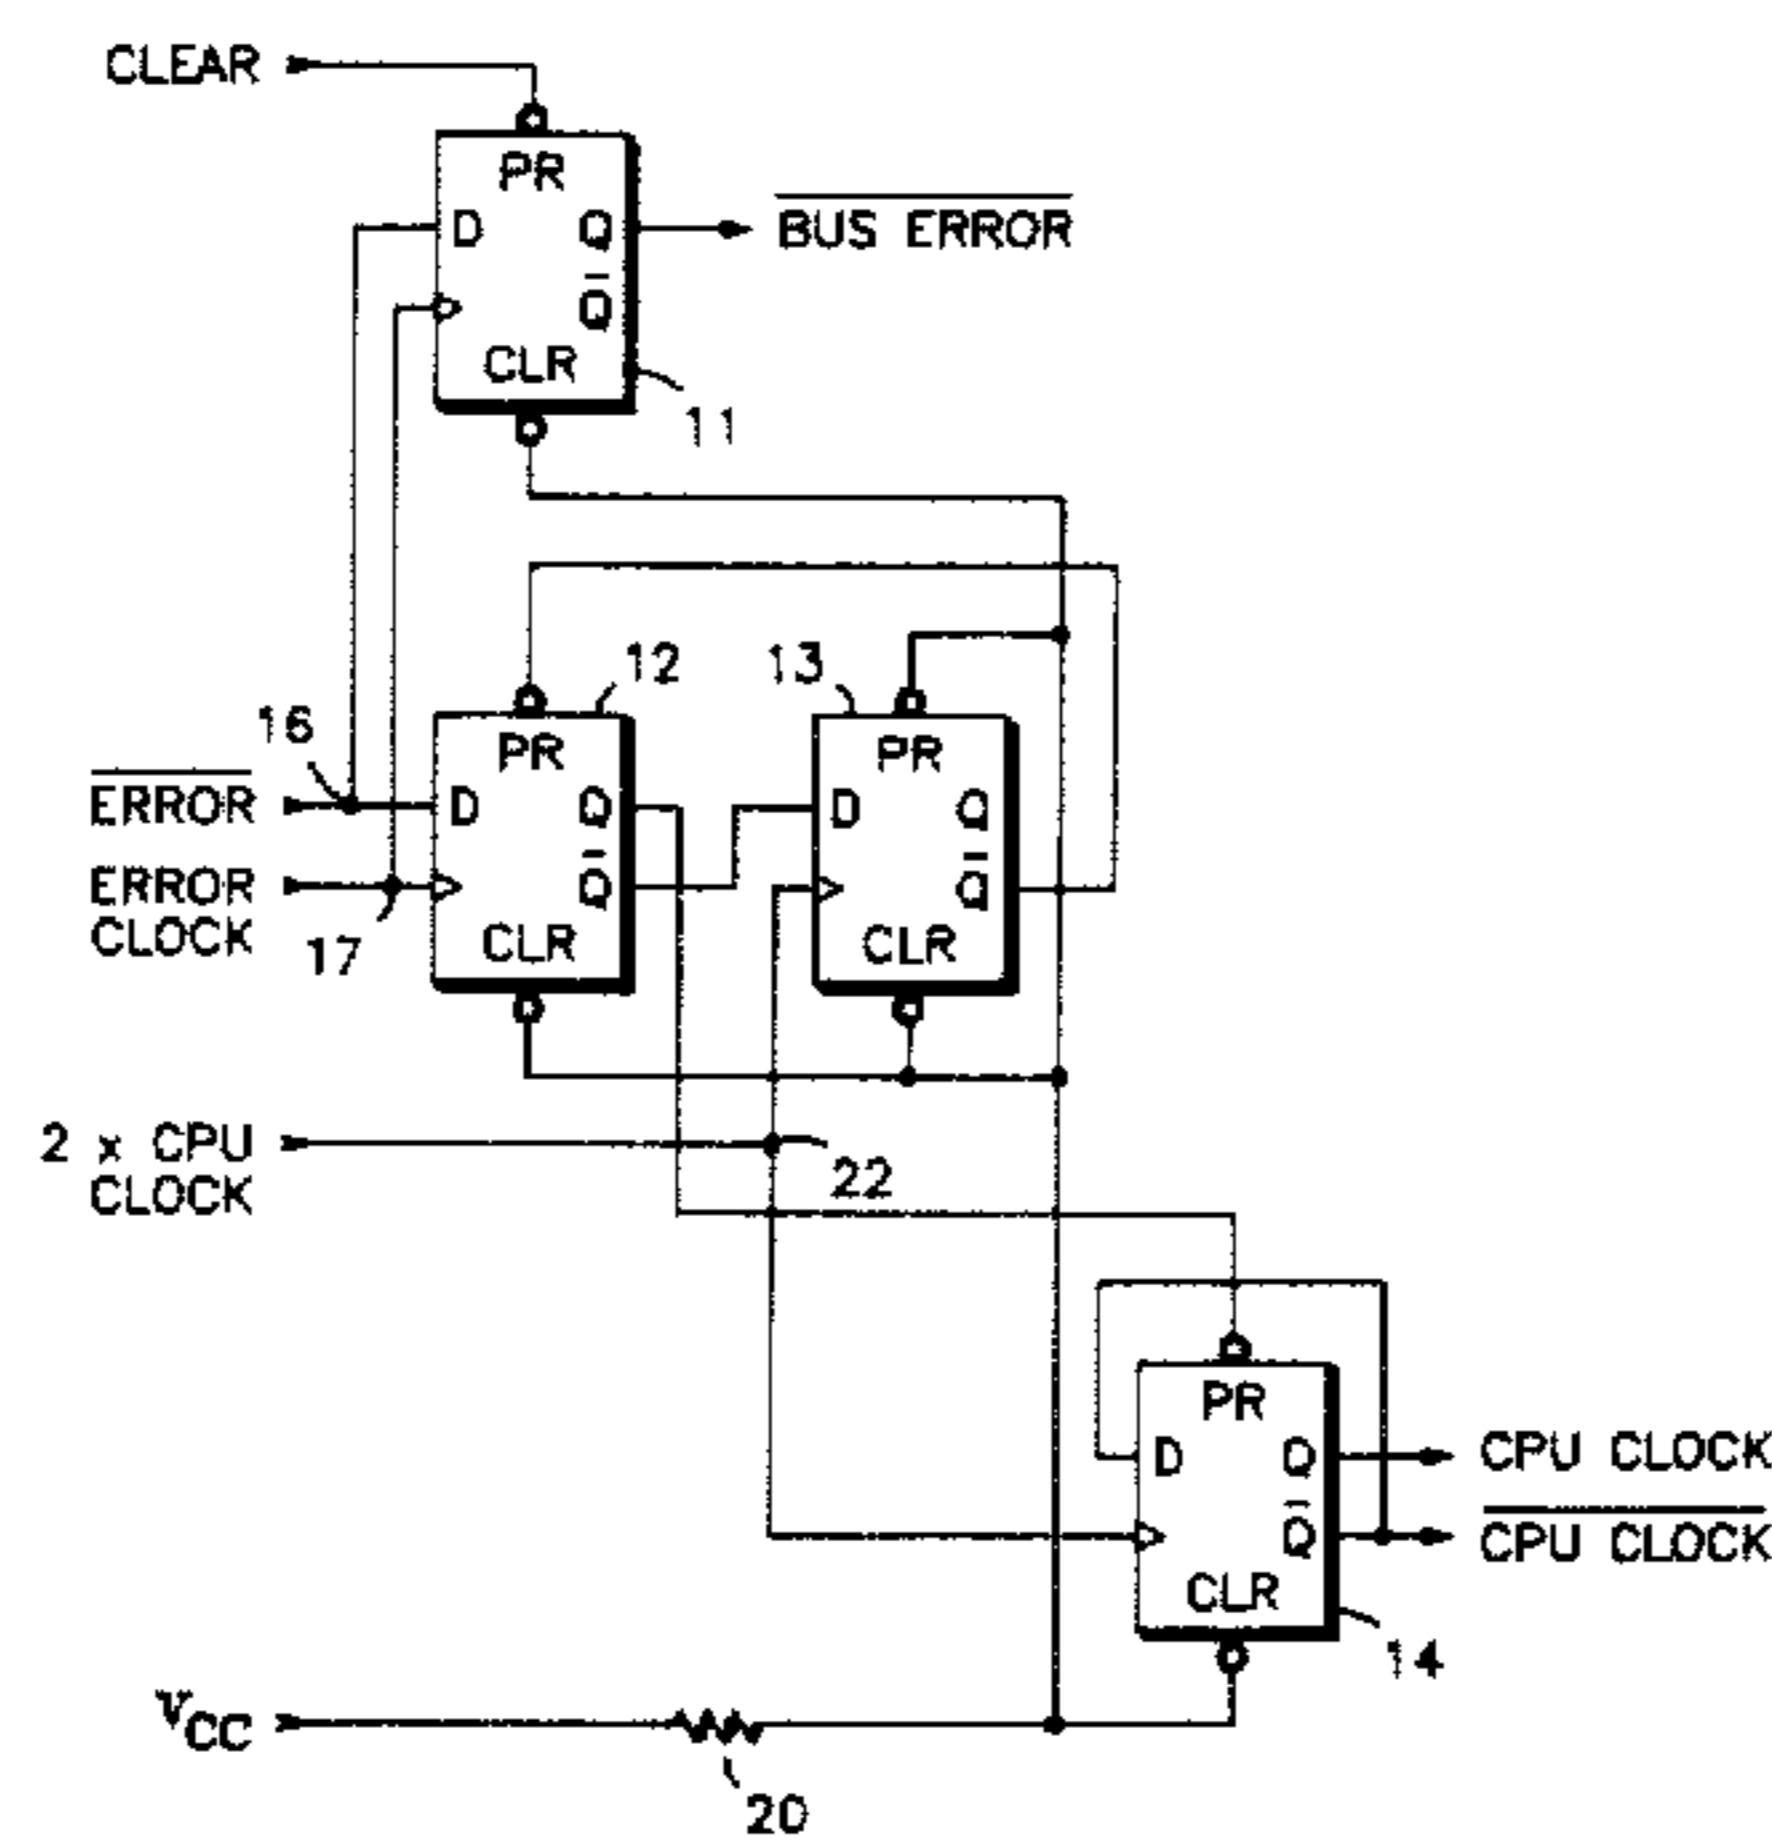 CLEAR
PR
D Q
BUS ERROR
Q
CLR
11
12
13
16
PR
PR
ERROR
D Q
D Q
ERROR
CLOCK
Q
Q
CLR
CLR
17
2 x CPU
CLOCK
22
PR
D Q
CPU CLOCK
Q
CPU CLOCK
CLR
14
VCC
20